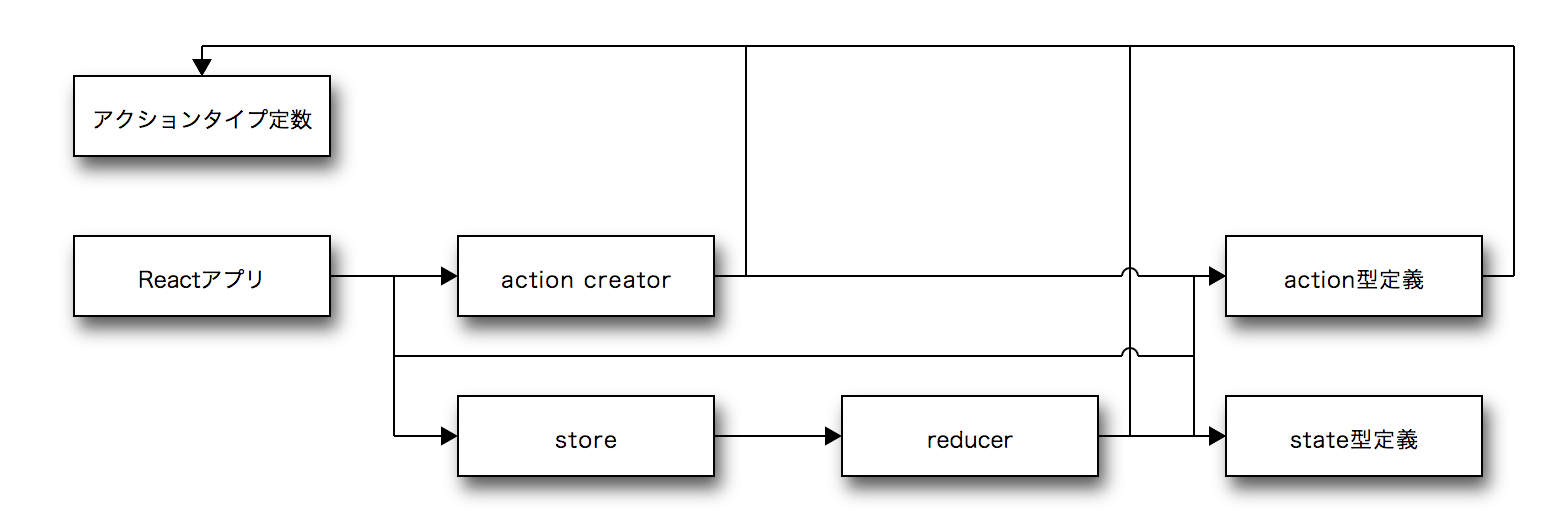 アクションタイプ定数
Reactアプリ
action creator
action型定義
store
reducer
state型定義